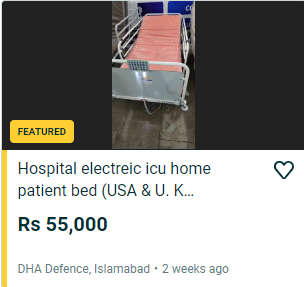 FEATURED
Hospital electreic icu home
patient bed (USA & U. K...
Rs 55,000
DHA Defence, Islamabad • 2 weeks ago